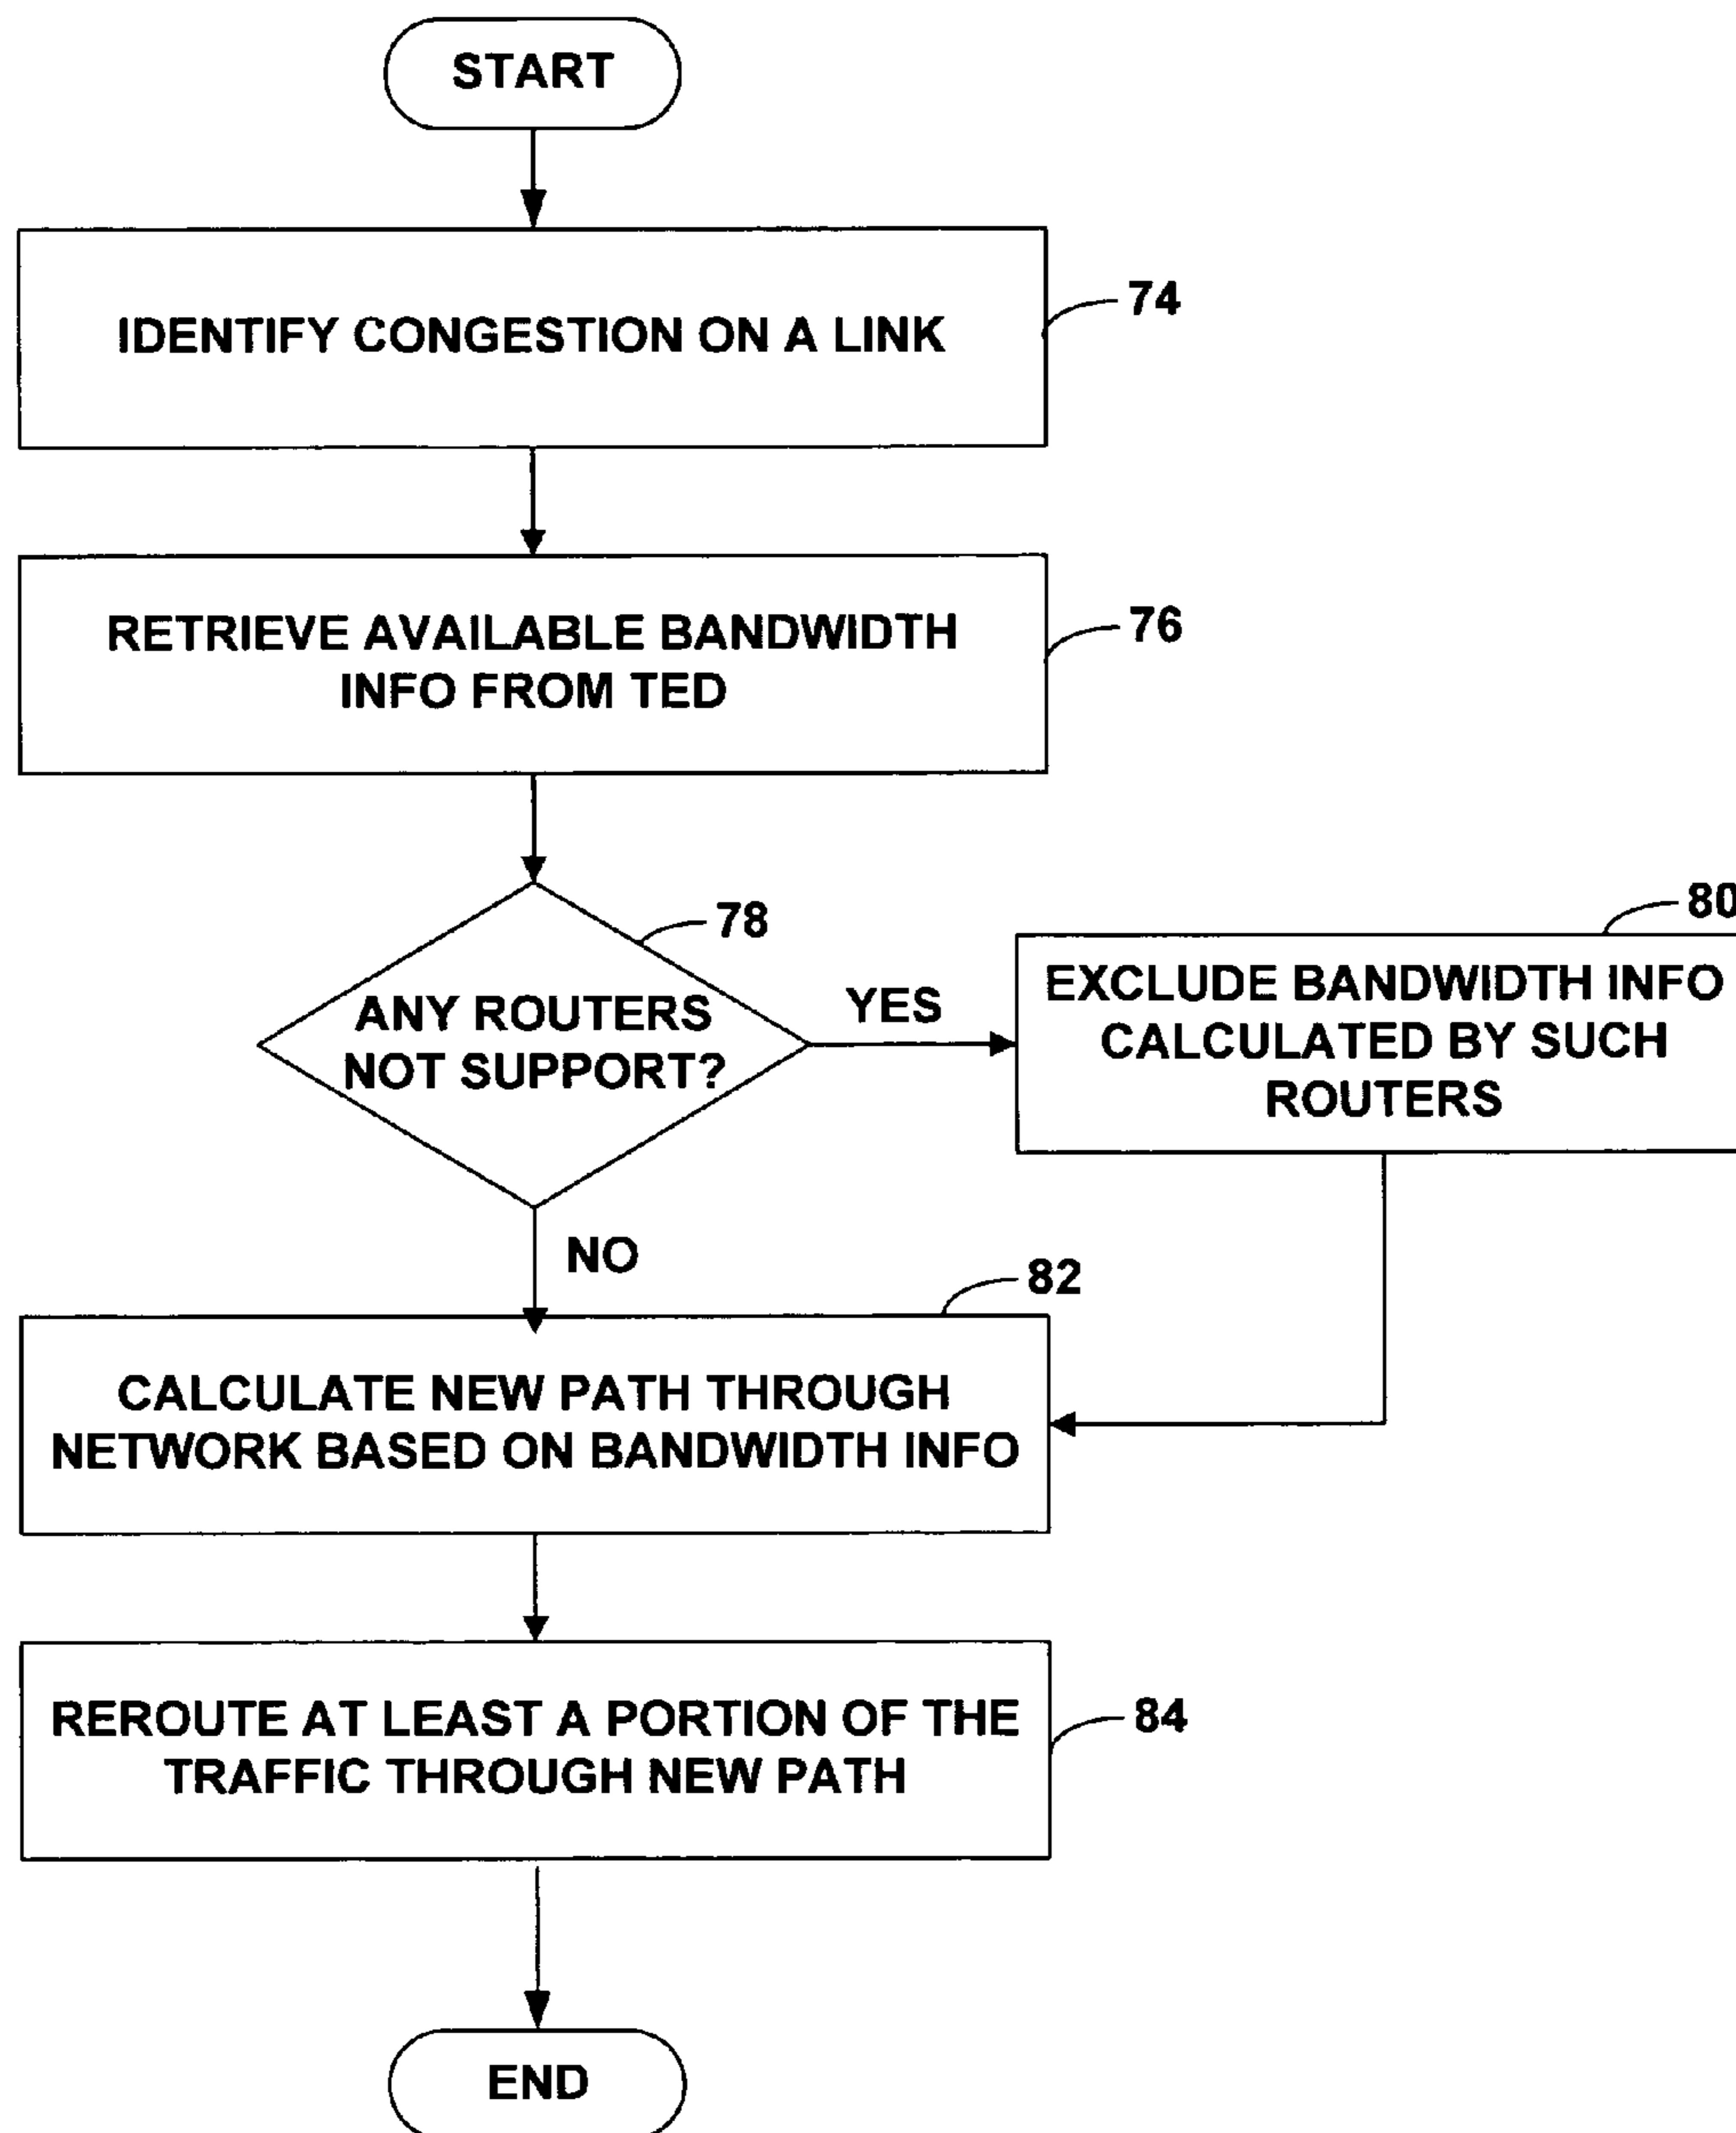 START
IDENTIFY CONGESTION ON A LINK
74
RETRIEVE AVAILABLE BANDWIDTH
INFO FROM TED
76
78
ANY ROUTERS
NOT SUPPORT?
YES
80
EXCLUDE BANDWIDTH INFO
CALCULATED BY SUCH
ROUTERS
NO
82
CALCULATE NEW PATH THROUGH
NETWORK BASED ON BANDWIDTH INFO
REROUTE AT LEAST A PORTION OF THE
TRAFFIC THROUGH NEW PATH
84
END